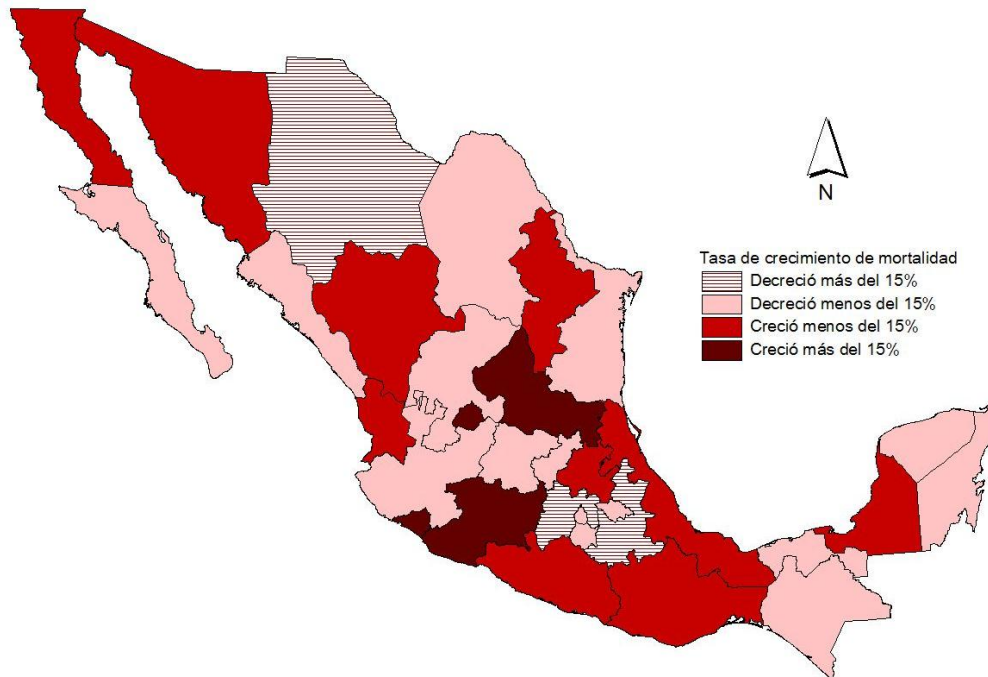 N
Tasa de crecimiento de mortalidad
Decreció más del 15%
Decreció menos del 15%
Creció menos del 15%
Creció más del 15%